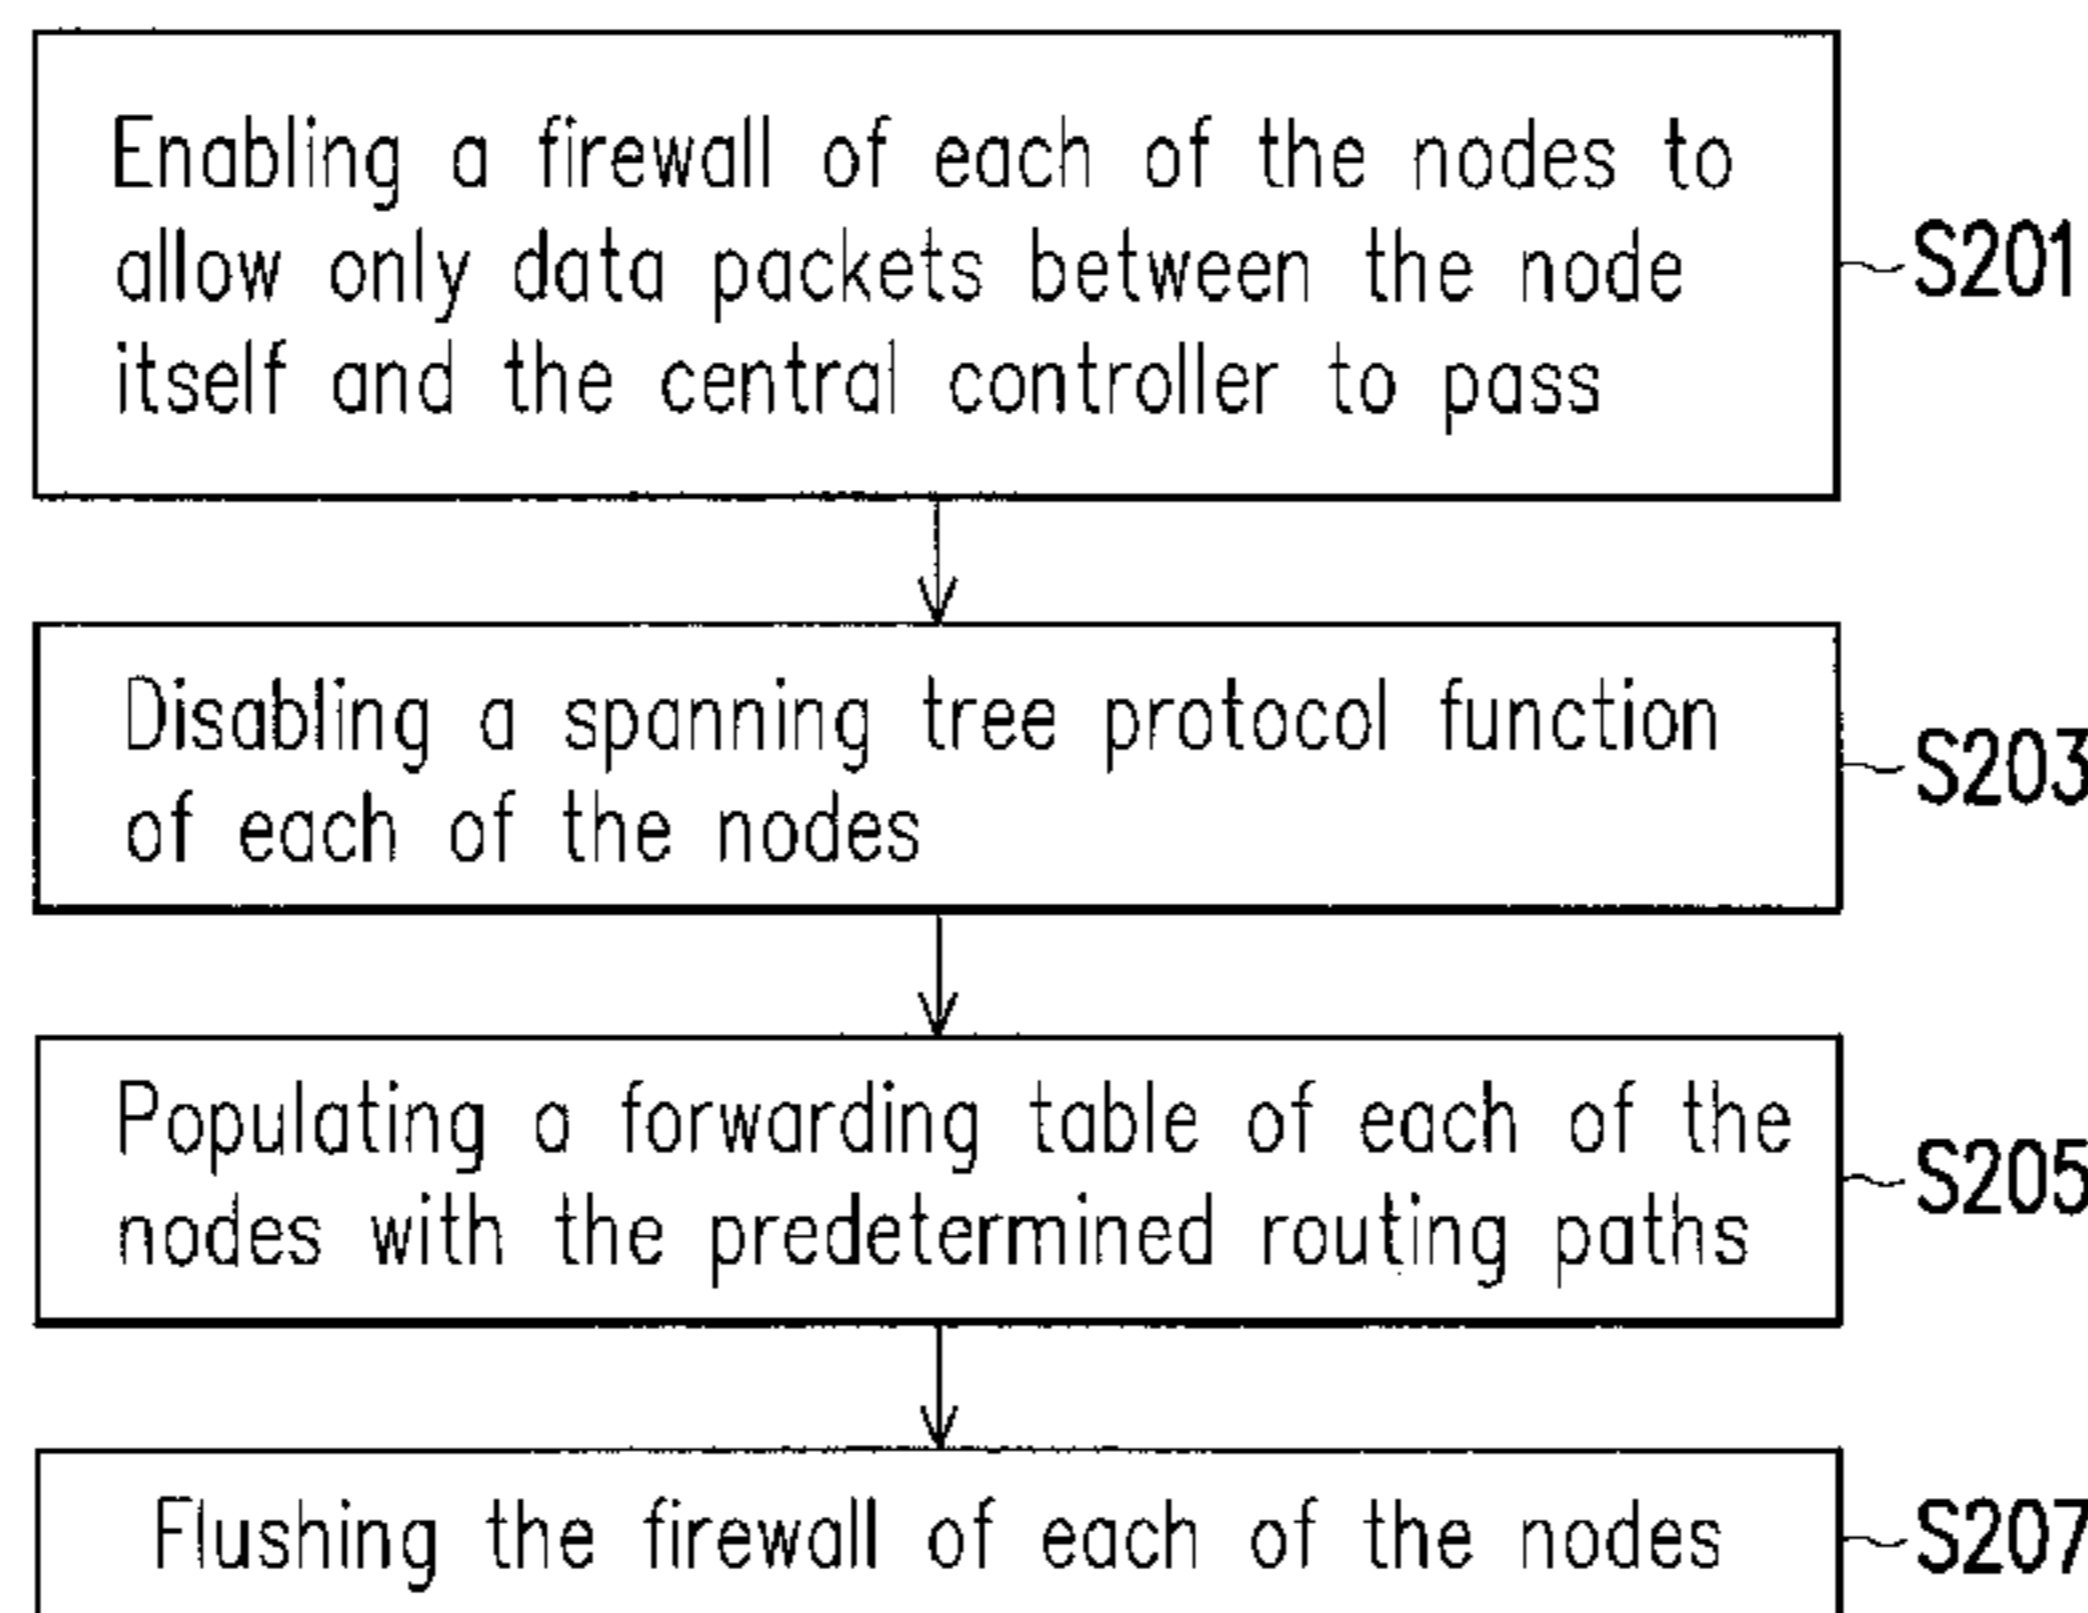 Enabling a firewall of each of the nodes to
allow only data packets between the node
itself and the central controller to pass
S201
Disabling a spanning tree protocol function
of each of the nodes
S203
Populating a forwarding table of each of the
nodes with the predetermined routing paths
S205
Flushing the firewall of each of the nodes
S207